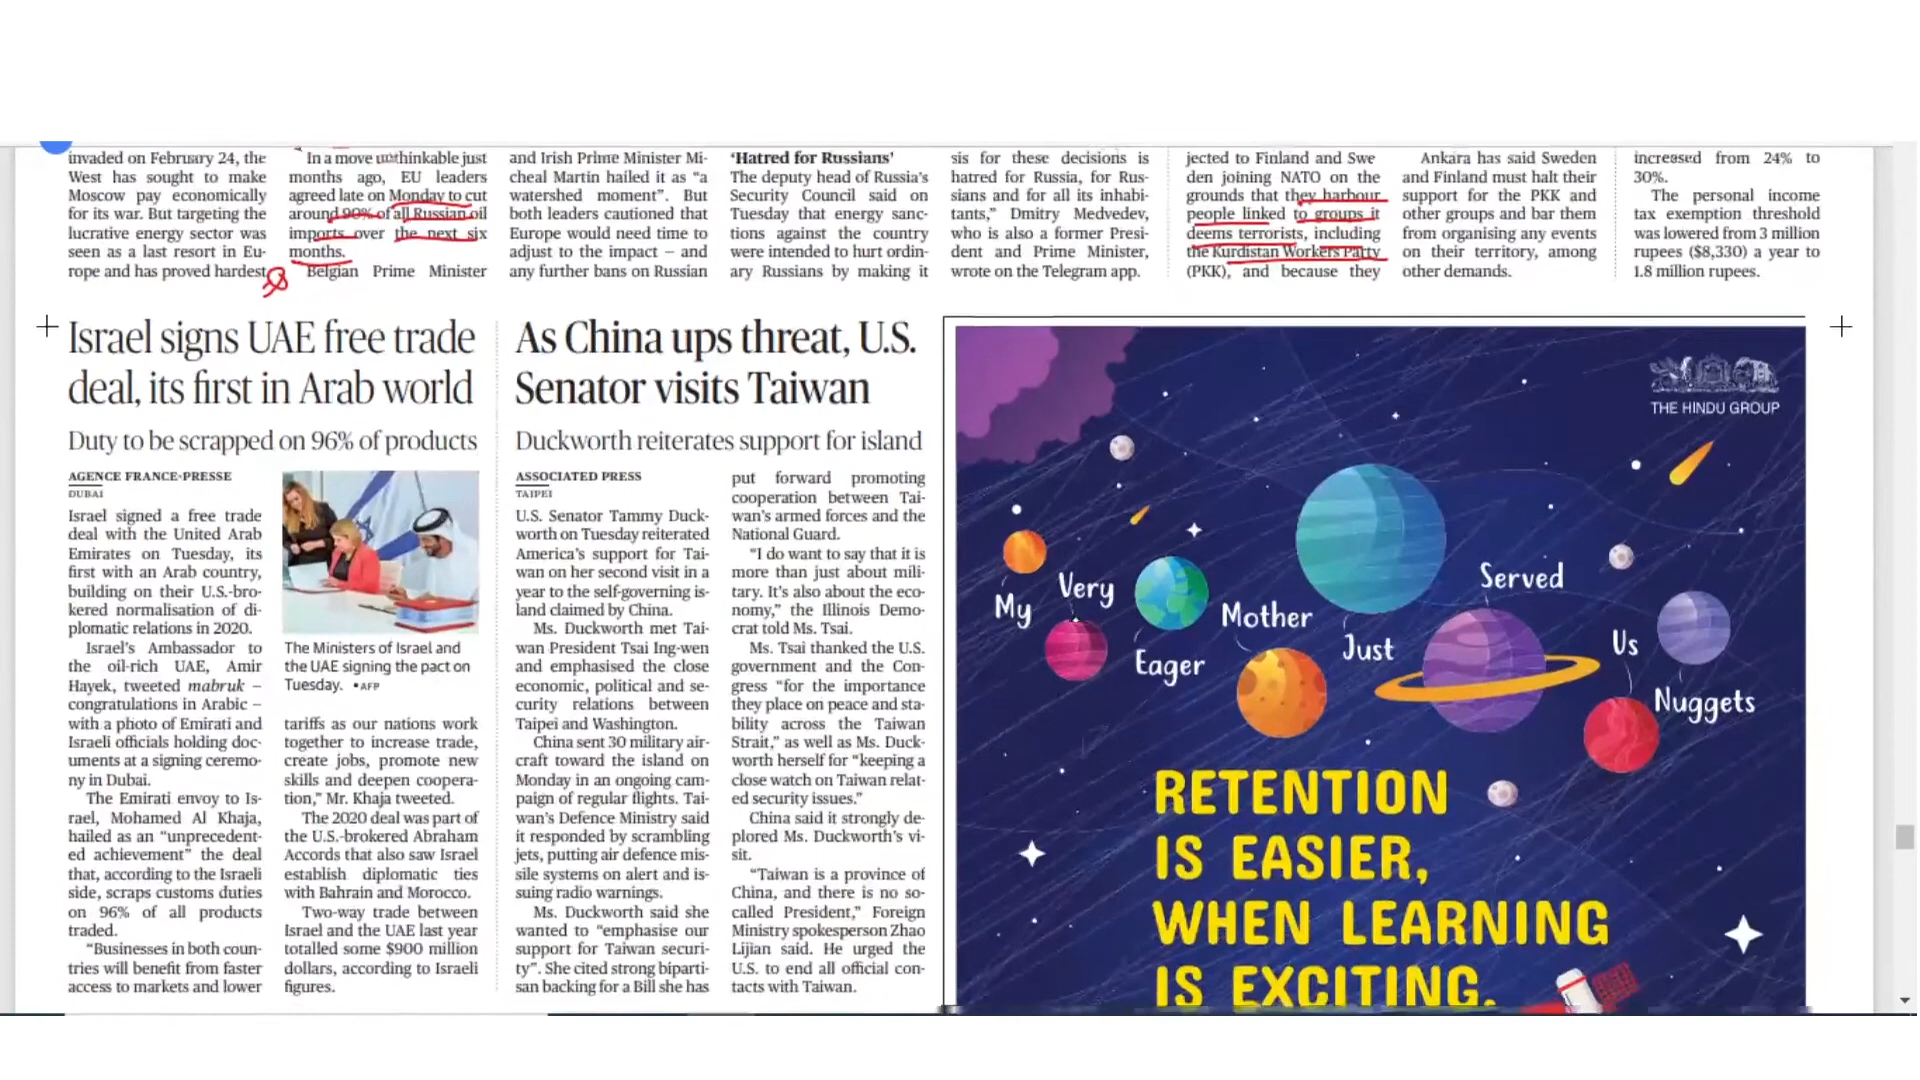 invaded on February 24, the
West has sought to make
Moscow pay economically
for its war. But targeting the
lucrative energy sector was
seen as a last resort in Eu-
rope and has proved hardest
In a move unthinkable just
months ago, EU leaders
agreed late on Monday to cut
around 90% of all Russian oil
imports over the next six
months.
Belgian Prime Minister
and Irish Prime Minister Mi-
cheal Martin hailed it as “a
watershed moment”. But
both leaders cautioned that
Europe would need time to
adjust to the impact – and
any further bans on Russian
‘Hatred for Russians’
The deputy head of Russia's
Security Council said on
Tuesday that energy sanc-
tions against the country
were intended to hurt ordin-
ary Russians by making it
sis for these decisions is
hatred for Russia, for Rus-
sians and for all its inhabi-
tants,” Dmitry Medvedev,
who is also a former Presi-
dent and Prime Minister,
wrote on the Telegram app.
jected to Finland and Swe
den joining NATO on the
grounds that they harbour
people linked to groups it
deems terrorists, including
the Kurdistan Workers Party
(PKK), and because they
Ankara has said Sweden
and Finland must halt their
support for the PKK and
other groups and bar them
from organising any events
on their territory, among
other demands.
increased from 24% to
30%.
The personal income
tax exemption threshold
was lowered from 3 million
rupees ($8,330) a year to
1.8 million rupees.
Israel signs UAE free trade
deal, its first in Arab world
Duty to be scrapped on 96% of products
AGENCE FRANCE-PRESSE
DUBAI
Israel signed a free trade
deal with the United Arab
Emirates on Tuesday, its
first with an Arab country,
building on their U.S.-bro-
kered normalisation of di-
plomatic relations in 2020.
Israel's Ambassador to
the oil-rich UAE, Amir
Hayek, tweeted mabruk –
congratulations in Arabic –
with a photo of Emirati and
Israeli officials holding doc-
uments at a signing ceremo-
ny in Dubai.
The Emirati envoy to Is-
rael, Mohamed Al Khaja,
hailed as an “unprecedent-
ed achievement” the deal
that, according to the Israeli
side, scraps customs duties
on 96% of all products
traded.
“Businesses in both coun-
tries will benefit from faster
access to markets and lower
The Ministers of Israel and
the UAE signing the pact on
Tuesday. •AFP
tariffs as our nations work
together to increase trade,
create jobs, promote new
skills and deepen coopera-
tion,” Mr. Khaja tweeted.
The 2020 deal was part of
the U.S.-brokered Abraham
Accords that also saw Israel
establish diplomatic ties
with Bahrain and Morocco.
Two-way trade between
Israel and the UAE last year
totalled some $900 million
dollars, according to Israeli
figures.
As China ups threat, U.S.
Senator visits Taiwan
Duckworth reiterates support for island
ASSOCIATED PRESS
TAIPEI
U.S. Senator Tammy Duck-
worth on Tuesday reiterated
America's support for Tai-
wan on her second visit in a
year to the self-governing is-
land claimed by China.
Ms. Duckworth met Tai-
wan President Tsai Ing-wen
and emphasised the close
economic, political and se-
curity relations between
Taipei and Washington.
China sent 30 military air-
craft toward the island on
Monday in an ongoing cam-
paign of regular flights. Tai-
wan's Defence Ministry said
it responded by scrambling
jets, putting air defence mis-
sile systems on alert and is-
suing radio warnings.
Ms. Duckworth said she
wanted to “emphasise our
support for Taiwan securi-
ty”. She cited strong biparti-
san backing for a Bill she has
put forward promoting
cooperation between Tai-
wan's armed forces and the
National Guard.
“I do want to say that it is
more than just about mili-
tary. It's also about the eco-
nomy,” the Illinois Demo-
crat told Ms. Tsai.
Ms. Tsai thanked the U.S.
government and the Con-
gress “for the importance
they place on peace and sta-
bility across the Taiwan
Strait,” as well as Ms. Duck-
worth herself for “keeping a
close watch on Taiwan relat-
ed security issues.”
China said it strongly de-
plored Ms. Duckworth's vi-
sit.
“Taiwan is a province of
China, and there is no so-
called President,” Foreign
Ministry spokesperson Zhao
Lijian said. He urged the
U.S. to end all official con-
tacts with Taiwan.
THE HINDU GROUP
My
Very
Eager
Mother
Just
Served
Us
Nuggets
RETENTION
IS EASIER,
WHEN LEARNING
IS EXCITING.